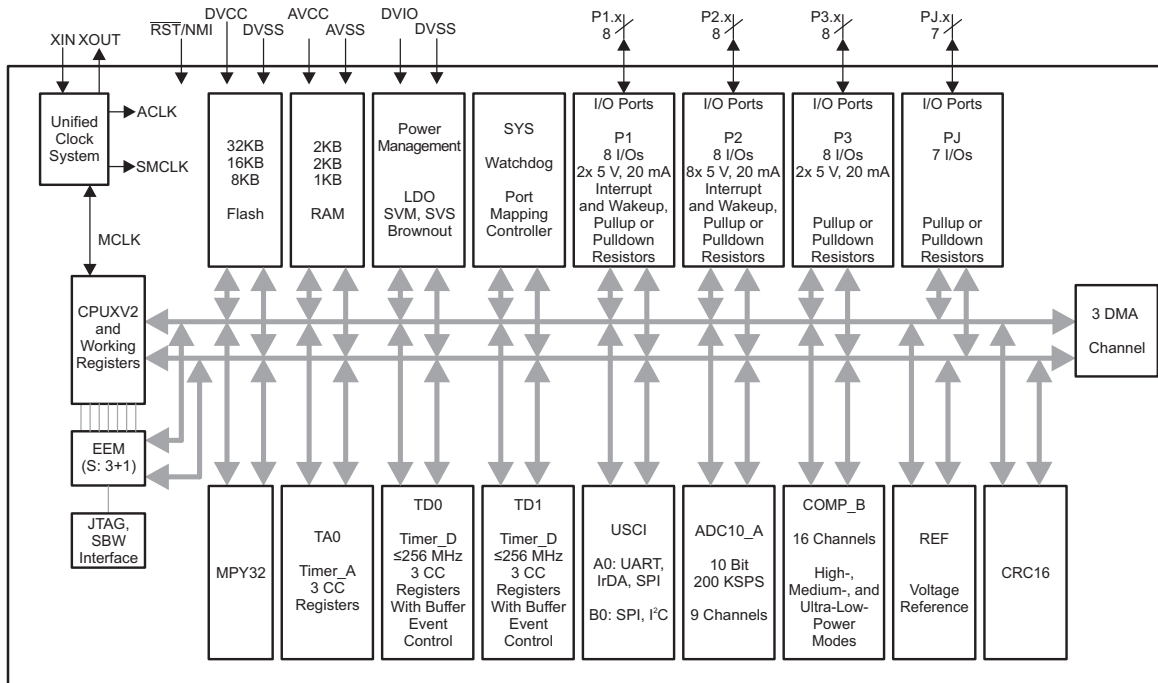 XIN XOUT
RST/NMI
DVCC
DVSS
AVCC
AVSS
DVIO
DVSS
P1.x
8
P2.x
8
P3.x
8
PJ.x
7
Unified
Clock
System
ACLK
SMCLK
MCLK
32KB
16KB
8KB
Flash
2KB
2KB
1KB
RAM
Power
Management
LDO
SVM, SVS
Brownout
SYS
Watchdog
Port
Mapping
Controller
I/O Ports
P1
8 I/Os
2x 5 V, 20 mA
Interrupt
and Wakeup,
Pullup or
Pulldown
Resistors
I/O Ports
P2
8 I/Os
8x 5 V, 20 mA
Interrupt
and Wakeup,
Pullup or
Pulldown
Resistors
I/O Ports
P3
8 I/Os
2x 5 V, 20 mA
Pullup or
Pulldown
Resistors
I/O Ports
PJ
7 I/Os
Pullup or
Pulldown
Resistors
CPUXV2
and
Working
Registers
3 DMA
Channel
EEM
(S: 3+1)
JTAG,
SBW
Interface
MPY32
TA0
Timer_A
3 CC
Registers
TD0
Timer_D
≤256 MHz
3 CC
Registers
With Buffer
Event
Control
TD1
Timer_D
≤256 MHz
3 CC
Registers
With Buffer
Event
Control
USCI
A0: UART,
IrDA, SPI
B0: SPI, I²C
ADC10_A
10 Bit
200 KSPS
9 Channels
COMP_B
16 Channels
High-,
Medium-, and
Ultra-Low-
Power
Modes
REF
Voltage
Reference
CRC16